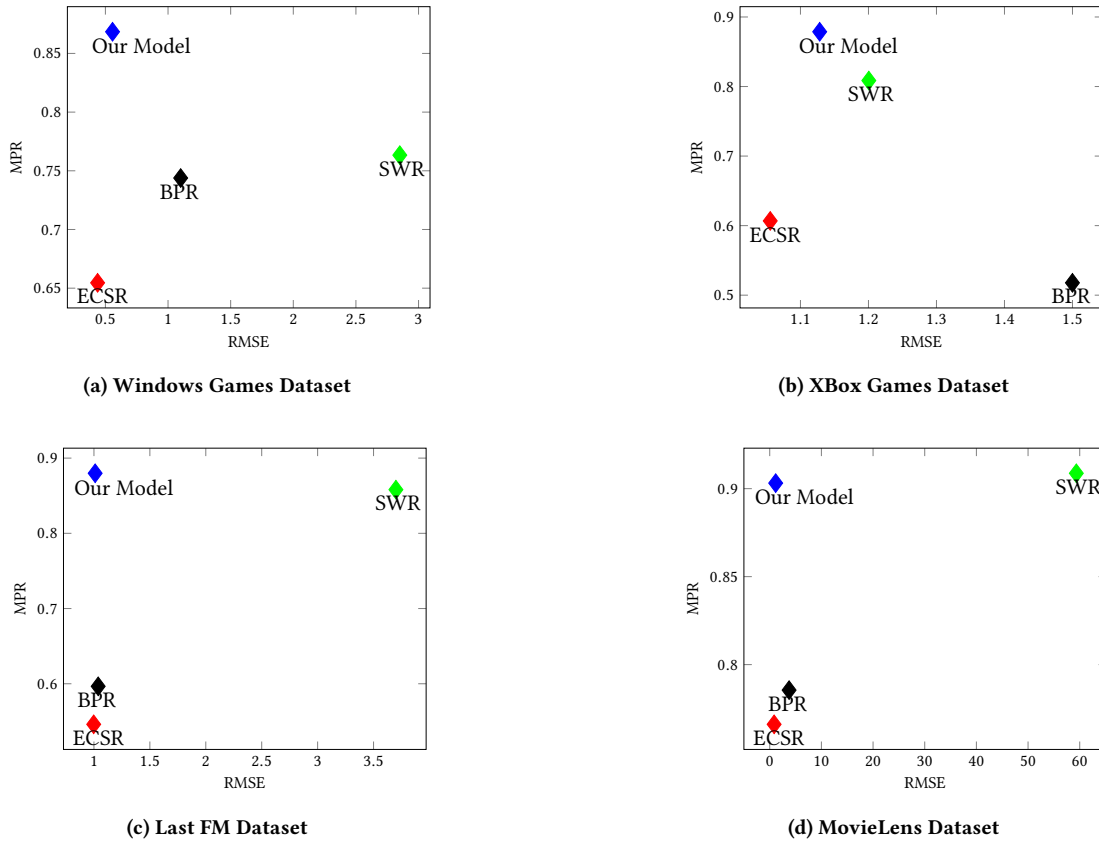 0.85
0.8
0.75
0.7
0.65
MPR
Our Model
SWR
BPR
ECSR
0.5
1
1.5
2
2.5
3
RMSE
(a) Windows Games Dataset
0.9
0.8
0.7
0.6
0.5
MPR
Our Model
SWR
ECSR
BPR
1.1
1.2
1.3
1.4
1.5
RMSE
(b) XBox Games Dataset
0.9
0.8
0.7
0.6
MPR
Our Model
SWR
BPR
ECSR
1
1.5
2
2.5
3
3.5
RMSE
(c) Last FM Dataset
0.9
0.85
0.8
MPR
SWR
Our Model
BPR
ECSR
0
10
20
30
40
50
60
RMSE
(d) MovieLens Dataset